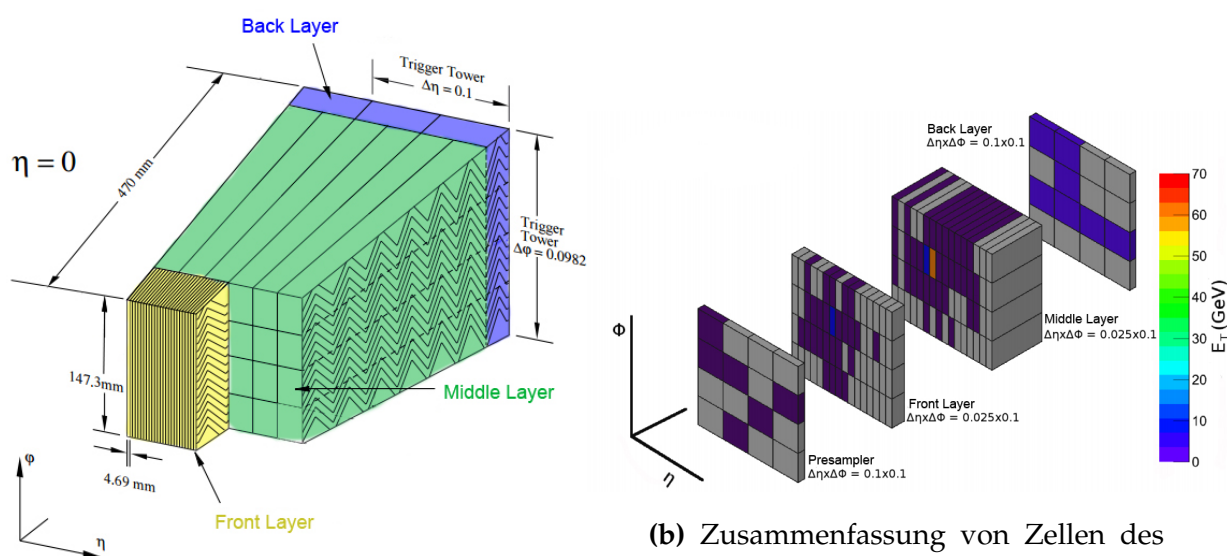 Back Layer
Trigger Tower
Δη = 0.1
η = 0
470 mm
Trigger
Tower
Δφ = 0.0982
147.3mm
Middle Layer
4.69 mm
φ
Front Layer
η
Back Layer
ΔηxΔΦ = 0.1x0.1
Middle Layer
ΔηxΔΦ = 0.025x0.1
Φ
Front Layer
ΔηxΔΦ = 0.025x0.1
η
Presampler
ΔηxΔΦ = 0.1x0.1
70
60
50
40
30
20
10
0
E_T (GeV)
(b) Zusammenfassung von Zellen des